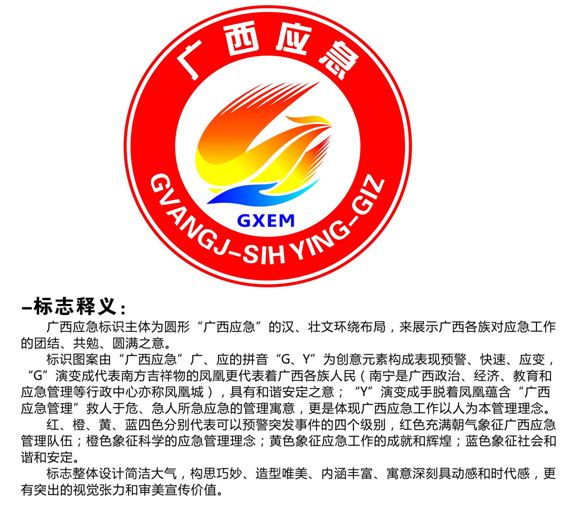 广西应急
GXEM
GVANGJ-SIH YING-GIZ
-标志释义：
广西应急标识主体为圆形“广西应急”的汉、壮文环绕布局，来展示广西各族对应急工作
的团结、共勉、圆满之意。
标识图案由“广西应急”广、应的拼音“G、Y”为创意元素构成表现预警、快速、应变，
“G”演变成代表南方吉祥物的凤凰更代表着广西各族人民（南宁是广西政治、经济、教育和
应急管理等行政中心亦称凤凰城），具有和谐安定之意；“Y”演变成手脱着凤凰蕴含“广西
应急管理”救人于危、急人所急应急的管理寓意，更是体现广西应急工作以人为本管理理念。
红、橙、黄、蓝四色分别代表可以预警突发事件的四个级别，红色充满朝气象征广西应急
管理队伍；橙色象征科学的应急管理理念；黄色象征应急工作的成就和辉煌；蓝色象征社会和
谐和安定。
标志整体设计简洁大气，构思巧妙、造型唯美、内涵丰富、寓意深刻具动感和时代感，更
有突出的视觉张力和审美宣传价值。